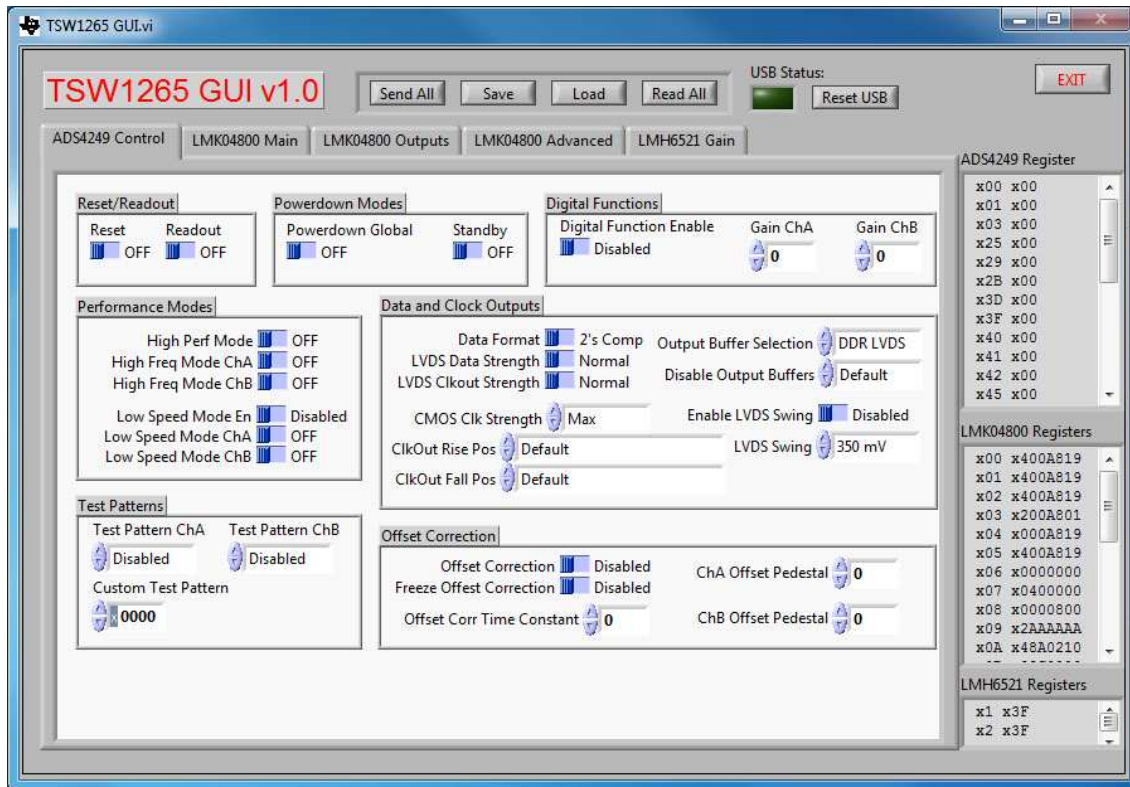 TSW1265 GUI.vi
TSW1265 GUI v1.0
Send All Save Load Read All
USB Status:
Reset USB
EXIT
ADS4249 Control LMK04800 Main LMK04800 Outputs LMK04800 Advanced LMH6521 Gain
Reset/Readout
Reset Readout
OFF OFF
Powerdown Modes
Powerdown Global Standby
OFF OFF
Digital Functions
Digital Function Enable Gain ChA Gain ChB
Disabled 0 0
Performance Modes
High Perf Mode OFF
High Freq Mode ChA OFF
High Freq Mode ChB OFF
Low Speed Mode En Disabled
Low Speed Mode ChA OFF
Low Speed Mode ChB OFF
Data and Clock Outputs
Data Format 2's Comp
LVDS Data Strength Normal
LVDS Clkout Strength Normal
CMOS Clk Strength Max
ClkOut Rise Pos Default
ClkOut Fall Pos Default
Output Buffer Selection DDR LVDS
Disable Output Buffers Default
Enable LVDS Swing Disabled
LVDS Swing 350 mV
Test Patterns
Test Pattern ChA Test Pattern ChB
Disabled Disabled
Custom Test Pattern
x 0000
Offset Correction
Offset Correction Disabled
Freeze Offest Correction Disabled
Offset Corr Time Constant 0
ChA Offset Pedestal 0
ChB Offset Pedestal 0
ADS4249 Register
x00 x00
x01 x00
x03 x00
x25 x00
x29 x00
x2B x00
x3D x00
x3F x00
x40 x00
x41 x00
x42 x00
x45 x00
LMK04800 Registers
x00 x400A819
x01 x400A819
x02 x400A819
x03 x200A801
x04 x000A819
x05 x400A819
x06 x0000000
x07 x0400000
x08 x0000800
x09 x2AAAAAA
x0A x48A0210
LMH6521 Registers
x1 x3F
x2 x3F